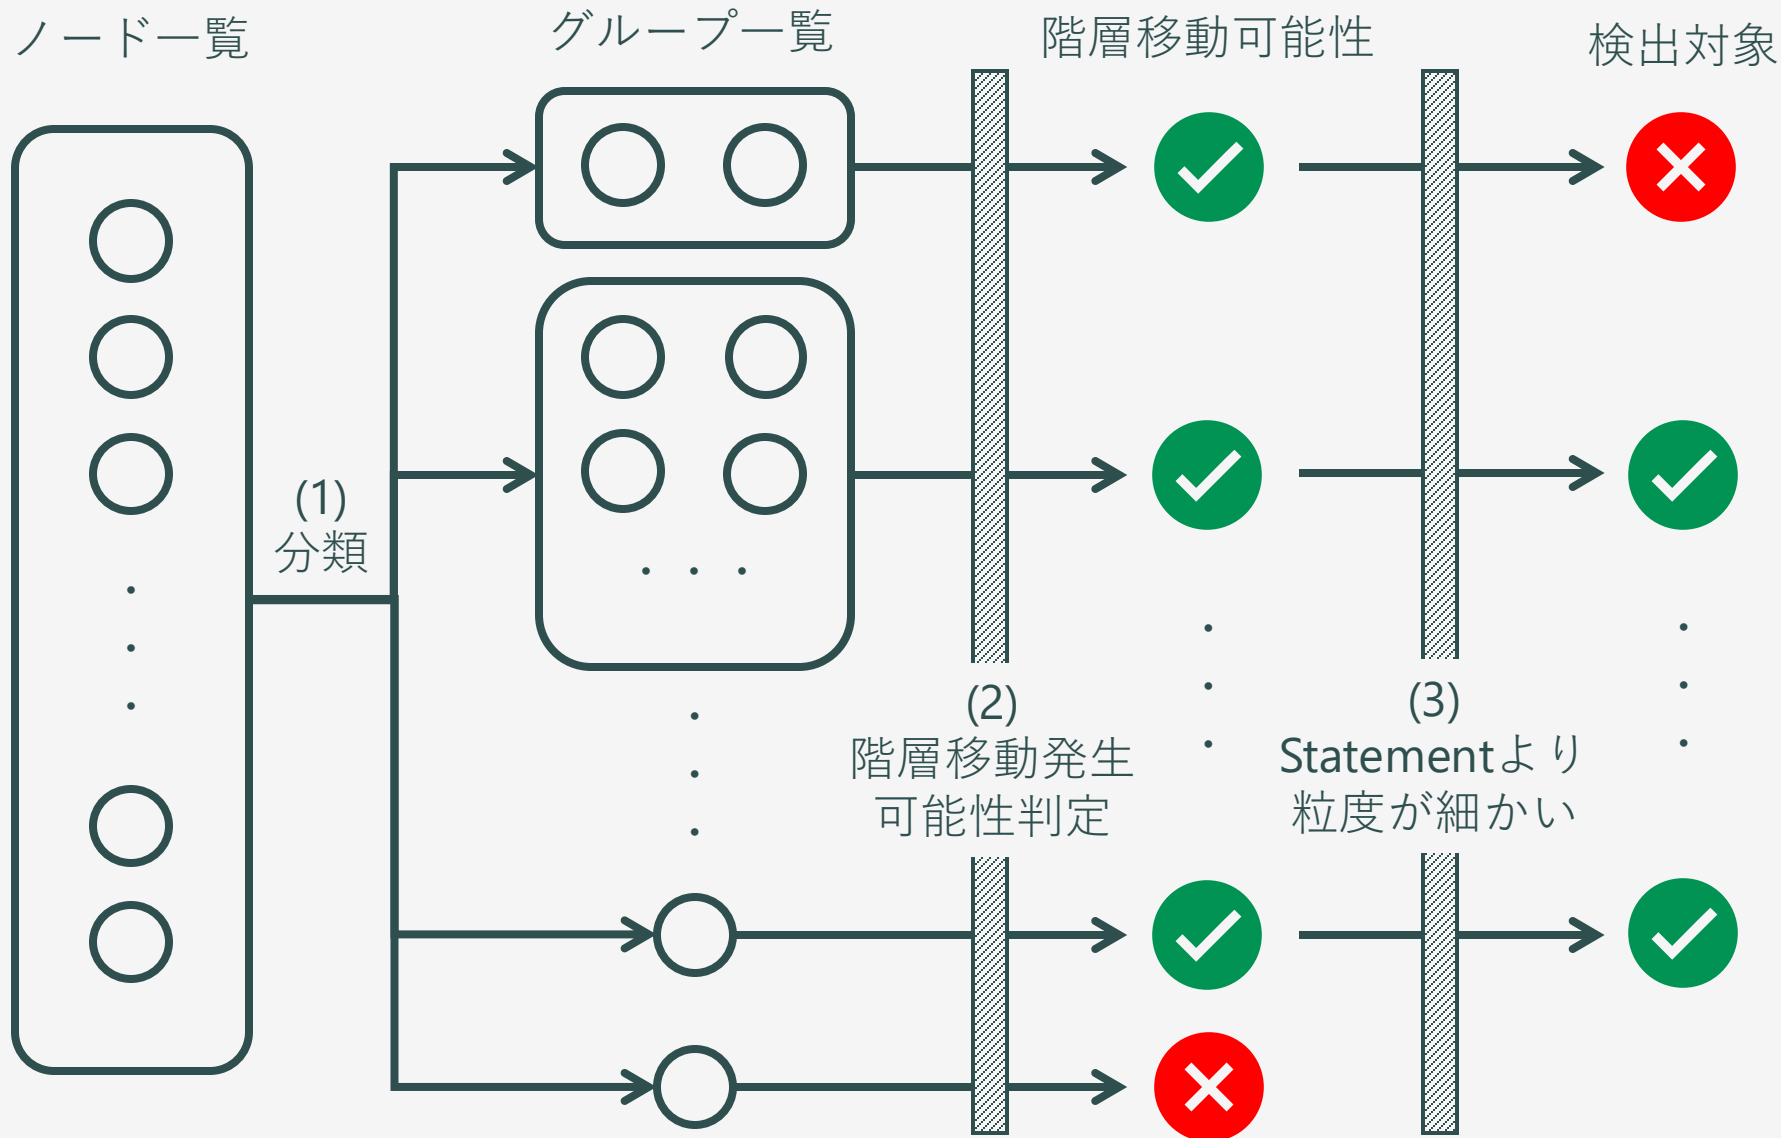 ノード一覧
グループ一覧
階層移動可能性
検出対象
(1)
分類
・・・
(2)
階層移動発生
可能性判定
(3)
Statementより
粒度が細かい